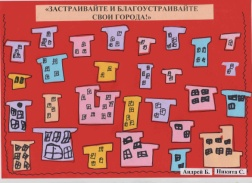 «ЗАСТРАИВАЙТЕ И БЛАГОУСТРАИВАЙТЕ
СВОИ ГОРОДА!»
Андрей Б. Никита С.